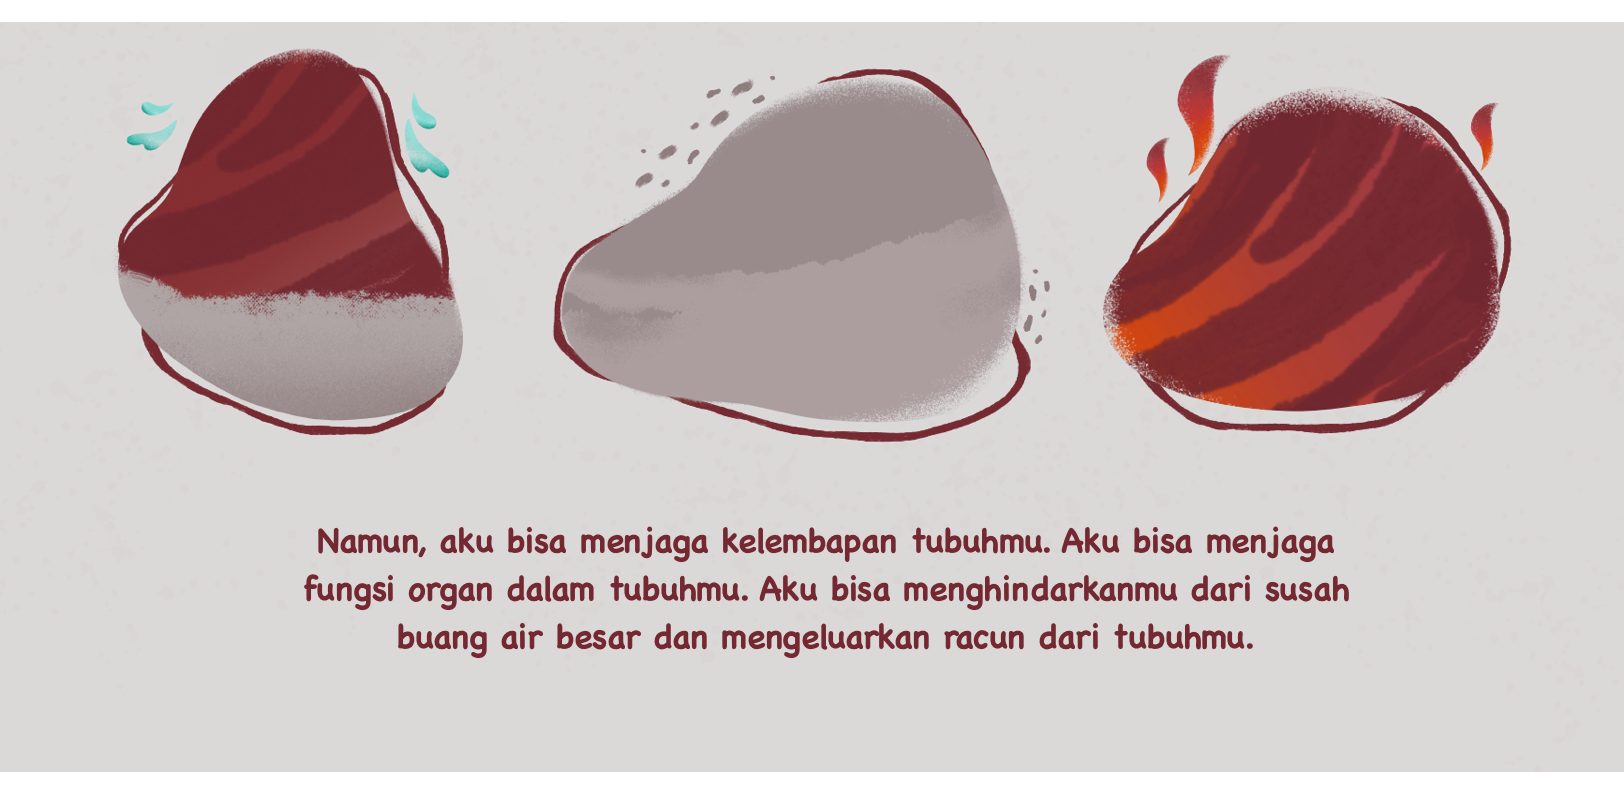 Namun, aku bisa menjaga kelembapan tubuhmu. Aku bisa menjaga
fungsi organ dalam tubuhmu. Aku bisa menghindarkanmu dari susah
buang air besar dan mengeluarkan racun dari tubuhmu.